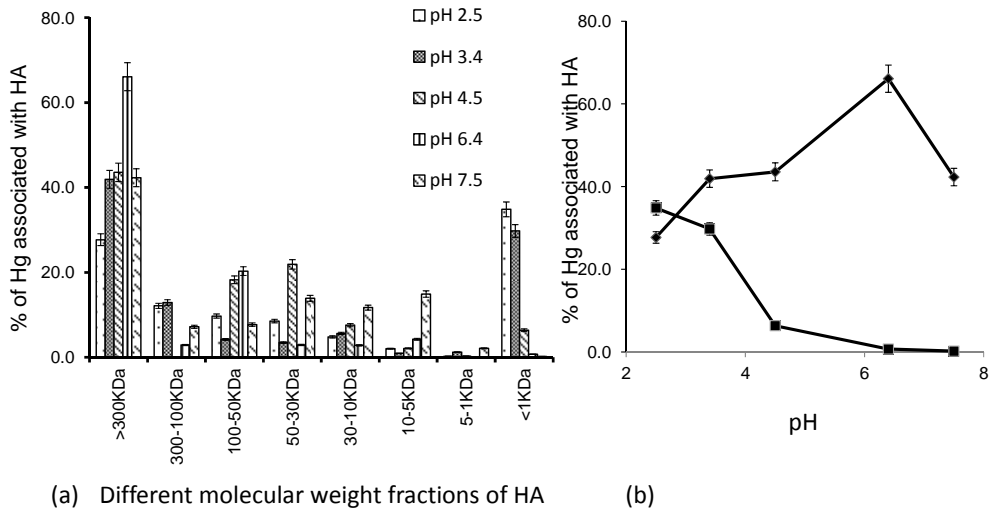 % of Hg associated with HA
80.0
60.0
40.0
20.0
0.0
pH 2.5
pH 3.4
pH 4.5
pH 6.4
pH 7.5
>300KDa
300-100KDa
100-50KDa
50-30KDa
30-10KDa
10-5KDa
5-1KDa
<1KDa
(a) Different molecular weight fractions of HA
% of Hg associated with HA
80.0
60.0
40.0
20.0
0.0
2 4 6 8
pH
(b)